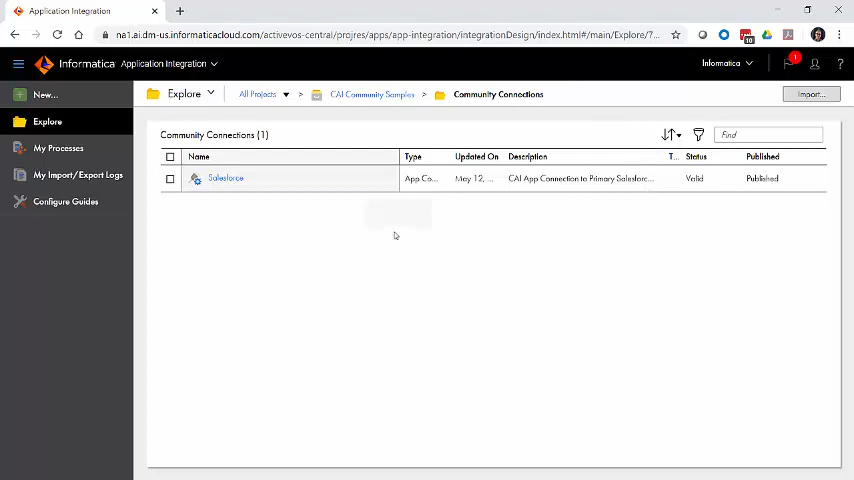 Application Integration
na1.ai.dm-us.informaticacloud.com/activevos-central/projres/apps/app-integration/integrationDesign/index.html#/main/Explore/7...
10
Informatica Application Integration
Informatica
1
New...
Explore
My Processes
My Import/Export Logs
Configure Guides
Explore
All Projects > CAI Community Samples > Community Connections
Import...
Community Connections (1)
Find
Name Type Updated On Description T... Status Published
Salesforce App Co... May 12, ... CAI App Connection to Primary Salesforc... Valid Published